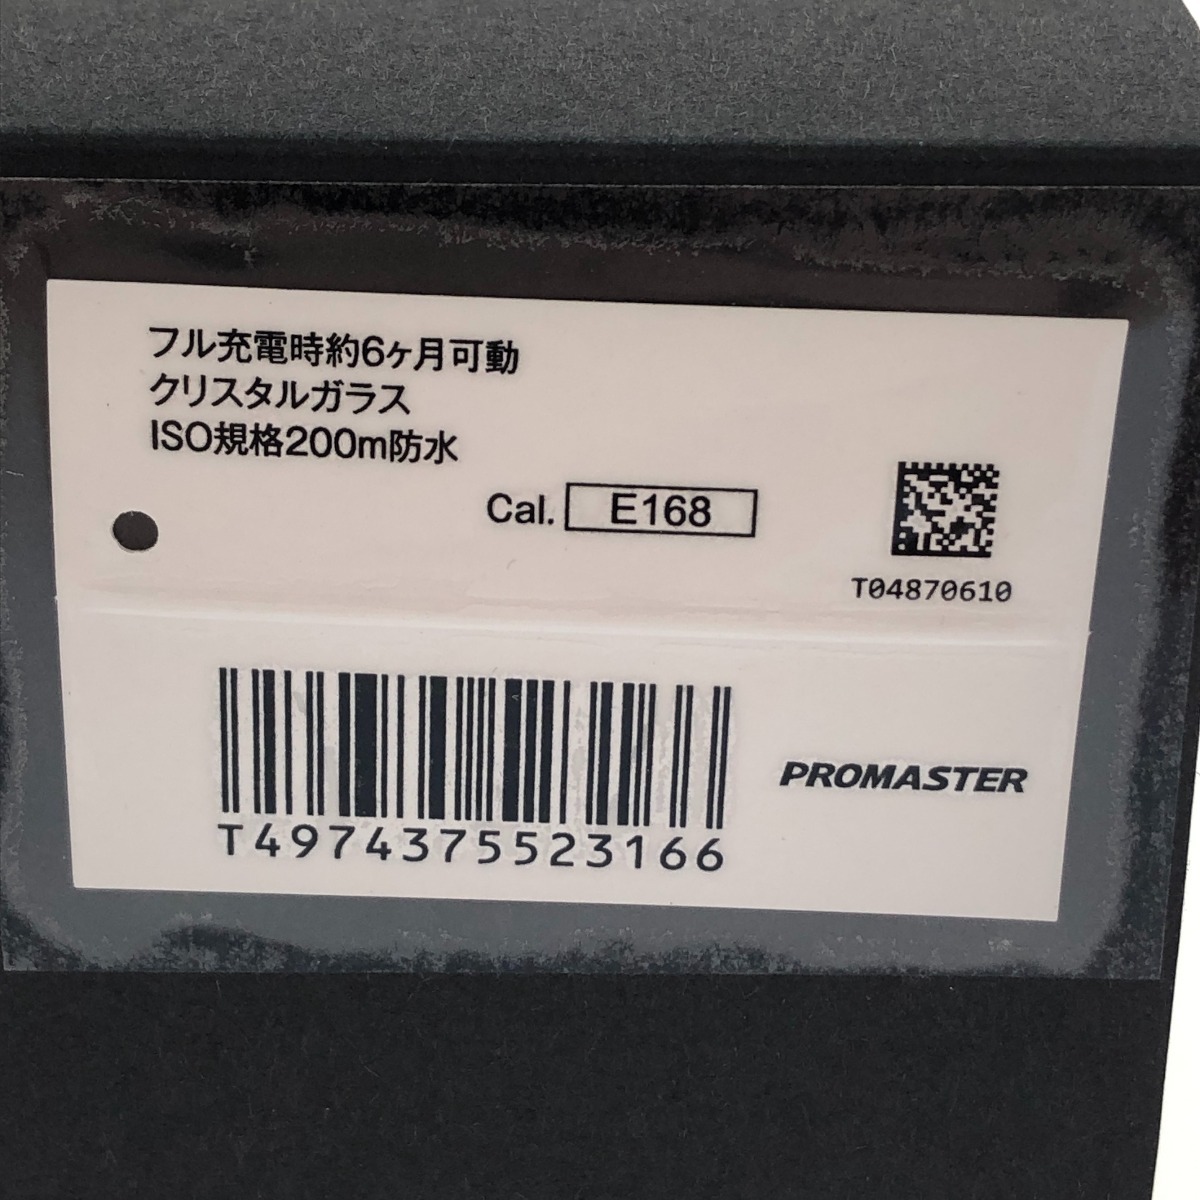 フル充電時約6ヶ月可動
クリスタルガラス
ISO規格200m防水
Cal. E168
T04870610
T4974375523166
PROMASTER